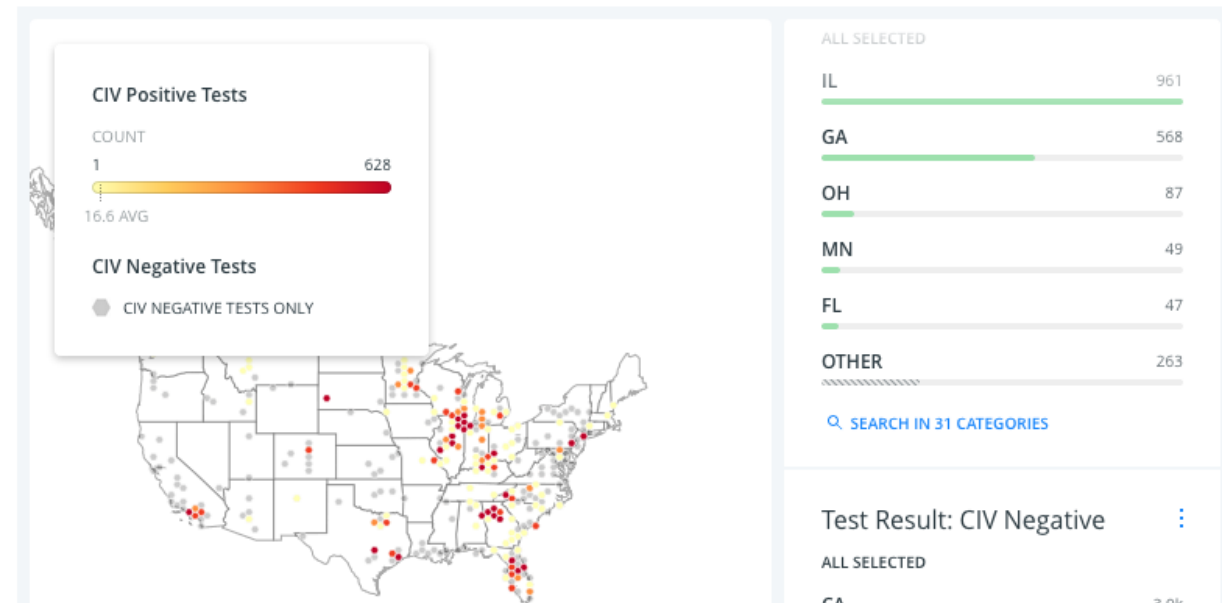 CIV Positive Tests
COUNT
1 628
16.6 AVG
CIV Negative Tests
CIV NEGATIVE TESTS ONLY
ALL SELECTED
IL 961
GA 568
OH 87
MN 49
FL 47
OTHER 263
SEARCH IN 31 CATEGORIES
Test Result: CIV Negative
ALL SELECTED